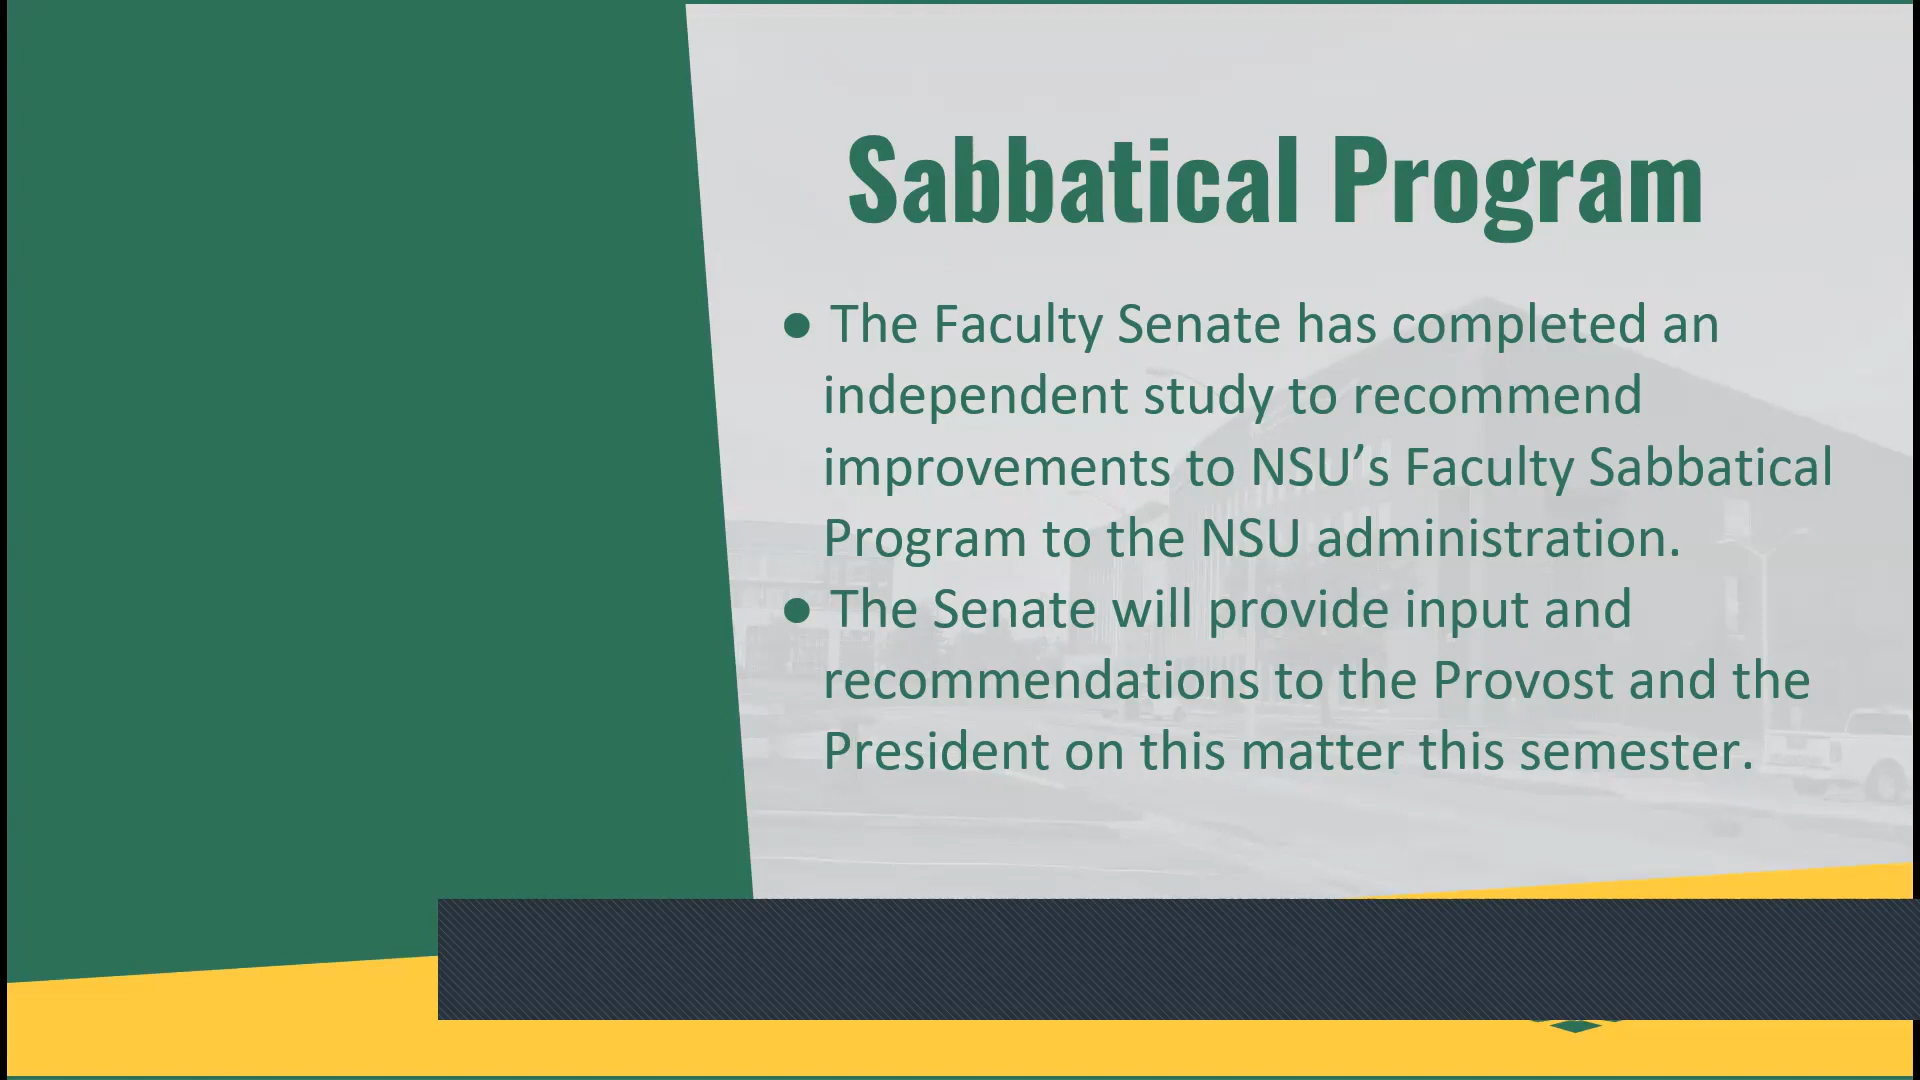 Sabbatical Program
● The Faculty Senate has completed an
independent study to recommend
improvements to NSU’s Faculty Sabbatical
Program to the NSU administration.
● The Senate will provide input and
recommendations to the Provost and the
President on this matter this semester.